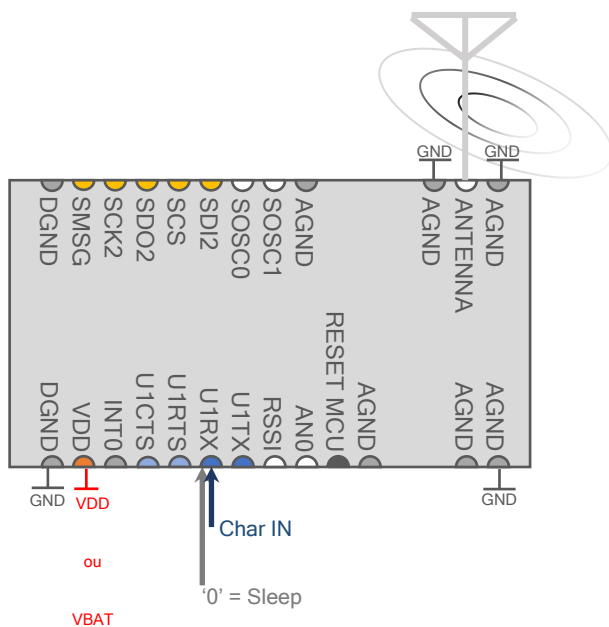 GND
GND
DGND
SMSG
SCK2
SDO2
SCS
SDI2
SOSC0
SOSC1
AGND
AGND
ANTENNA
AGND
DGND
VDD
INT0
U1CTS
U1RTS
U1RX
U1TX
RSSI
AN0
RESET MCU
AGND
AGND
AGND
GND
VDD
GND
Char IN
ou
'0' = Sleep
VBAT